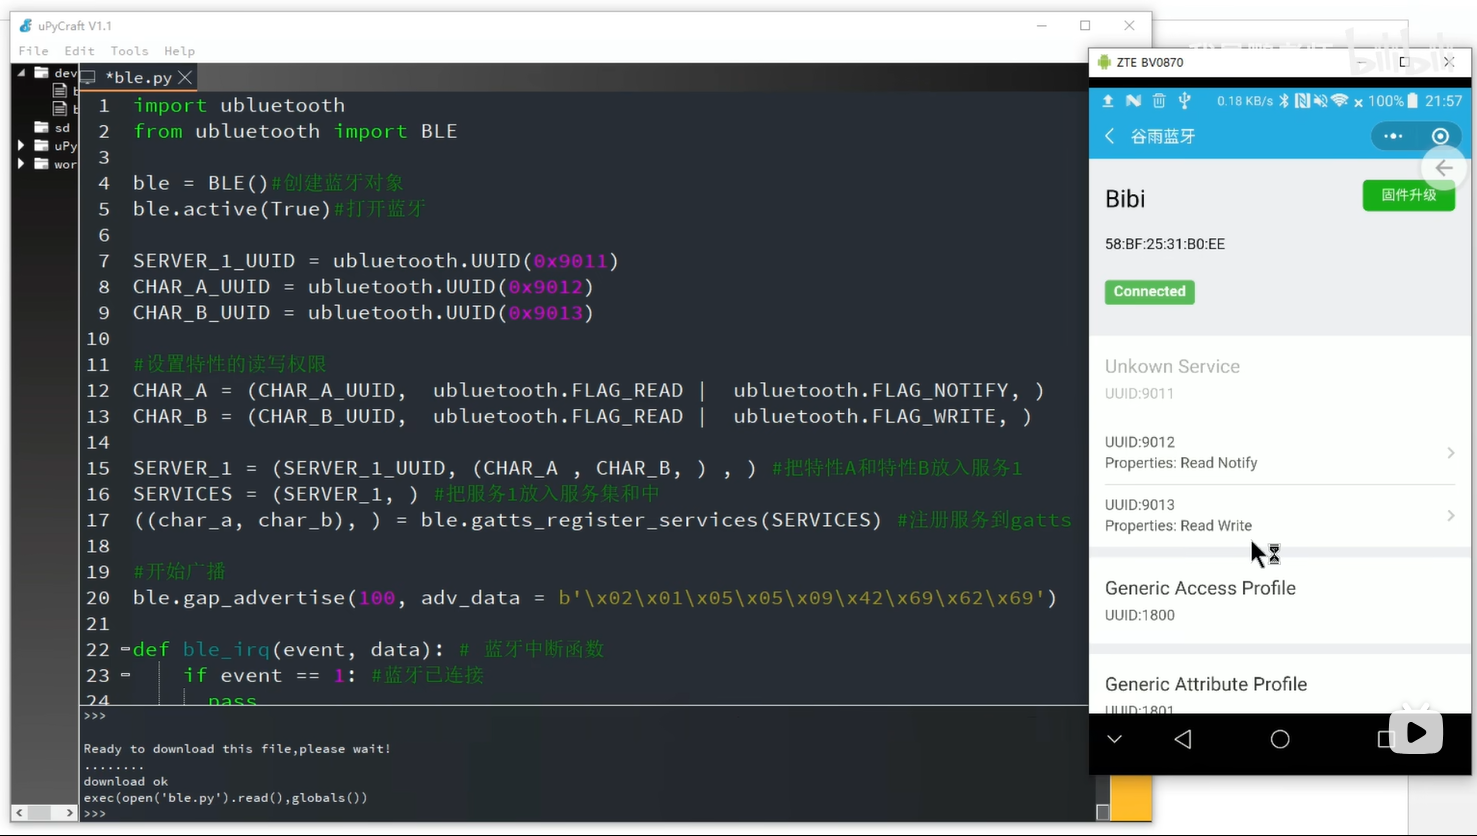 uPyCraft V1.1
File Edit Tools Help
dev
sd
uPy
wor
*ble.py
1 import ubluetooth
2 from ubluetooth import BLE
3
4 ble = BLE()#创建蓝牙对象
5 ble.active(True)#打开蓝牙
6
7 SERVER_1_UUID = ubluetooth.UUID(0x9011)
8 CHAR_A_UUID = ubluetooth.UUID(0x9012)
9 CHAR_B_UUID = ubluetooth.UUID(0x9013)
10
11 #设置特性的读写权限
12 CHAR_A = (CHAR_A_UUID, ubluetooth.FLAG_READ | ubluetooth.FLAG_NOTIFY, )
13 CHAR_B = (CHAR_B_UUID, ubluetooth.FLAG_READ | ubluetooth.FLAG_WRITE, )
14
15 SERVER_1 = (SERVER_1_UUID, (CHAR_A , CHAR_B, ) , ) #把特性A和特性B放入服务1
16 SERVICES = (SERVER_1, ) #把服务1放入服务集和中
17 ((char_a, char_b), ) = ble.gatts_register_services(SERVICES) #注册服务到gatts
18
19 #开始广播
20 ble.gap_advertise(100, adv_data = b'\x02\x01\x05\x05\x09\x42\x69\x62\x69')
21
22 def ble_irq(event, data): # 蓝牙中断函数
23 if event == 1: #蓝牙已连接
24 pass
>>>
Ready to download this file,please wait!
........
download ok
exec(open('ble.py').read(),globals())
>>>
bilibili
ZTE BV0870
0.18 KB/s 100% 21:57
谷雨蓝牙
Bibi
固件升级
58:BF:25:31:B0:EE
Connected
Unkown Service
UUID:9011
UUID:9012
Properties: Read Notify
UUID:9013
Properties: Read Write
Generic Access Profile
UUID:1800
Generic Attribute Profile
UUID:1801